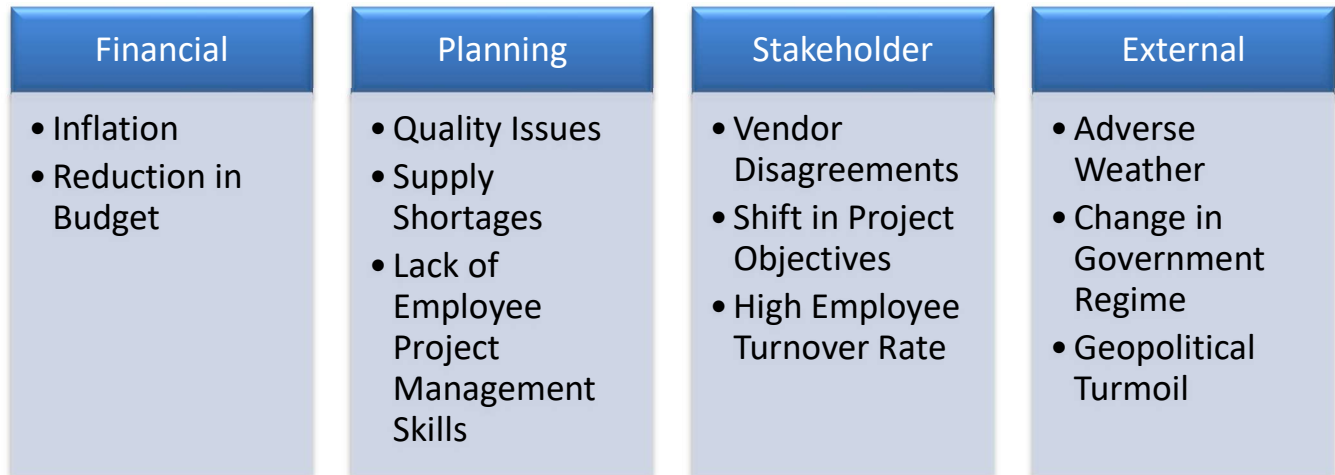 Financial
• Inflation
• Reduction in
Budget
Planning
• Quality Issues
• Supply
Shortages
• Lack of
Employee
Project
Management
Skills
Stakeholder
• Vendor
Disagreements
• Shift in Project
Objectives
• High Employee
Turnover Rate
External
• Adverse
Weather
• Change in
Government
Regime
• Geopolitical
Turmoil